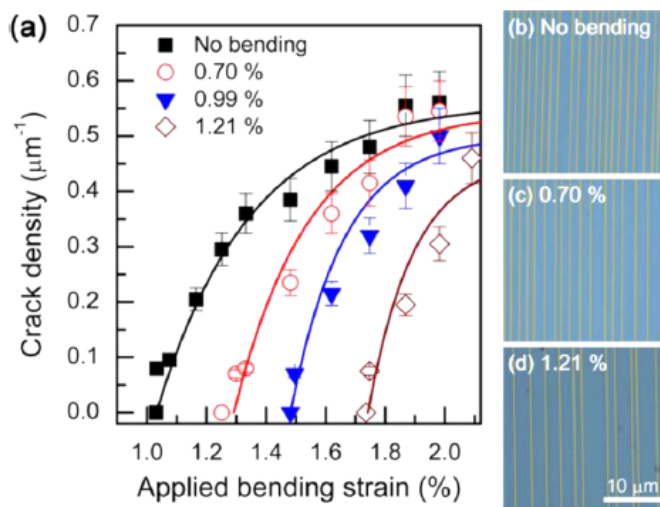 (a)
No bending
0.70 %
0.99 %
1.21 %
Crack density (μm⁻¹)
0.7
0.6
0.5
0.4
0.3
0.2
0.1
0.0
1.0 1.2 1.4 1.6 1.8 2.0
Applied bending strain (%)
(b) No bending
(c) 0.70 %
(d) 1.21 %
10 μm